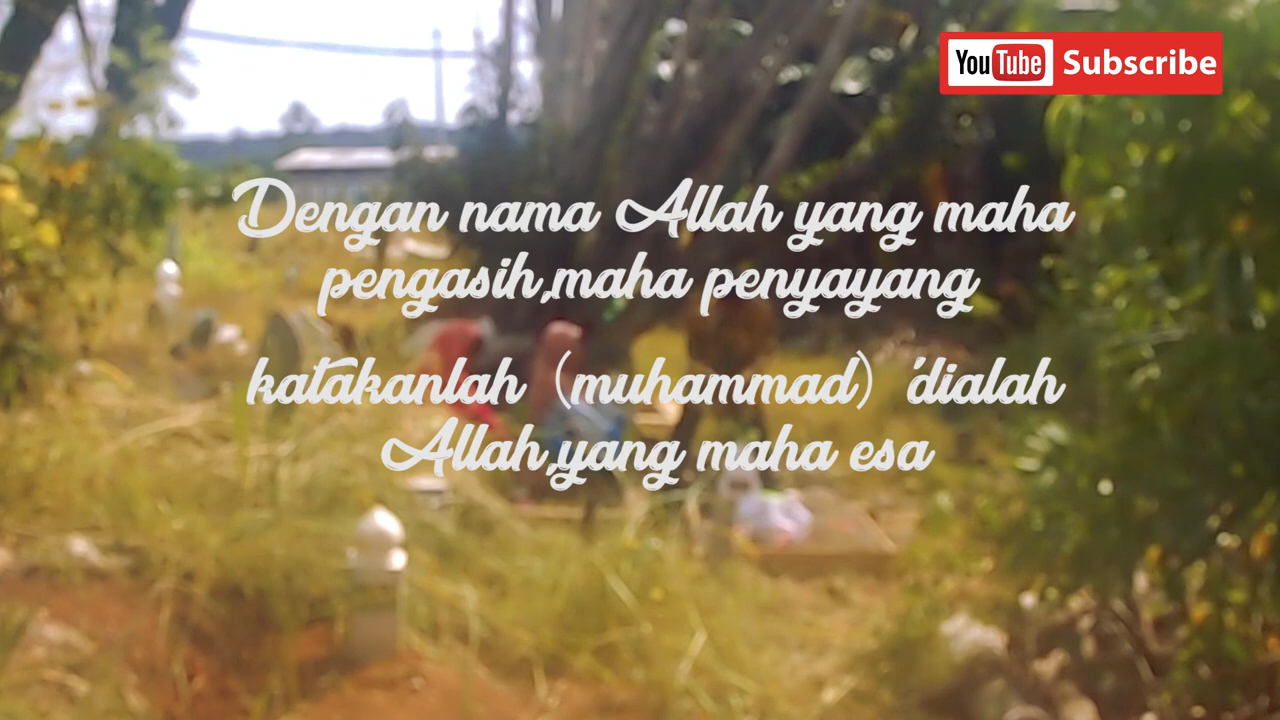 YouTube Subscribe
Dengan nama Allah yang maha
pengasih,maha penyayang
katakanlah (muhammad) 'dialah
Allah,yang maha esa